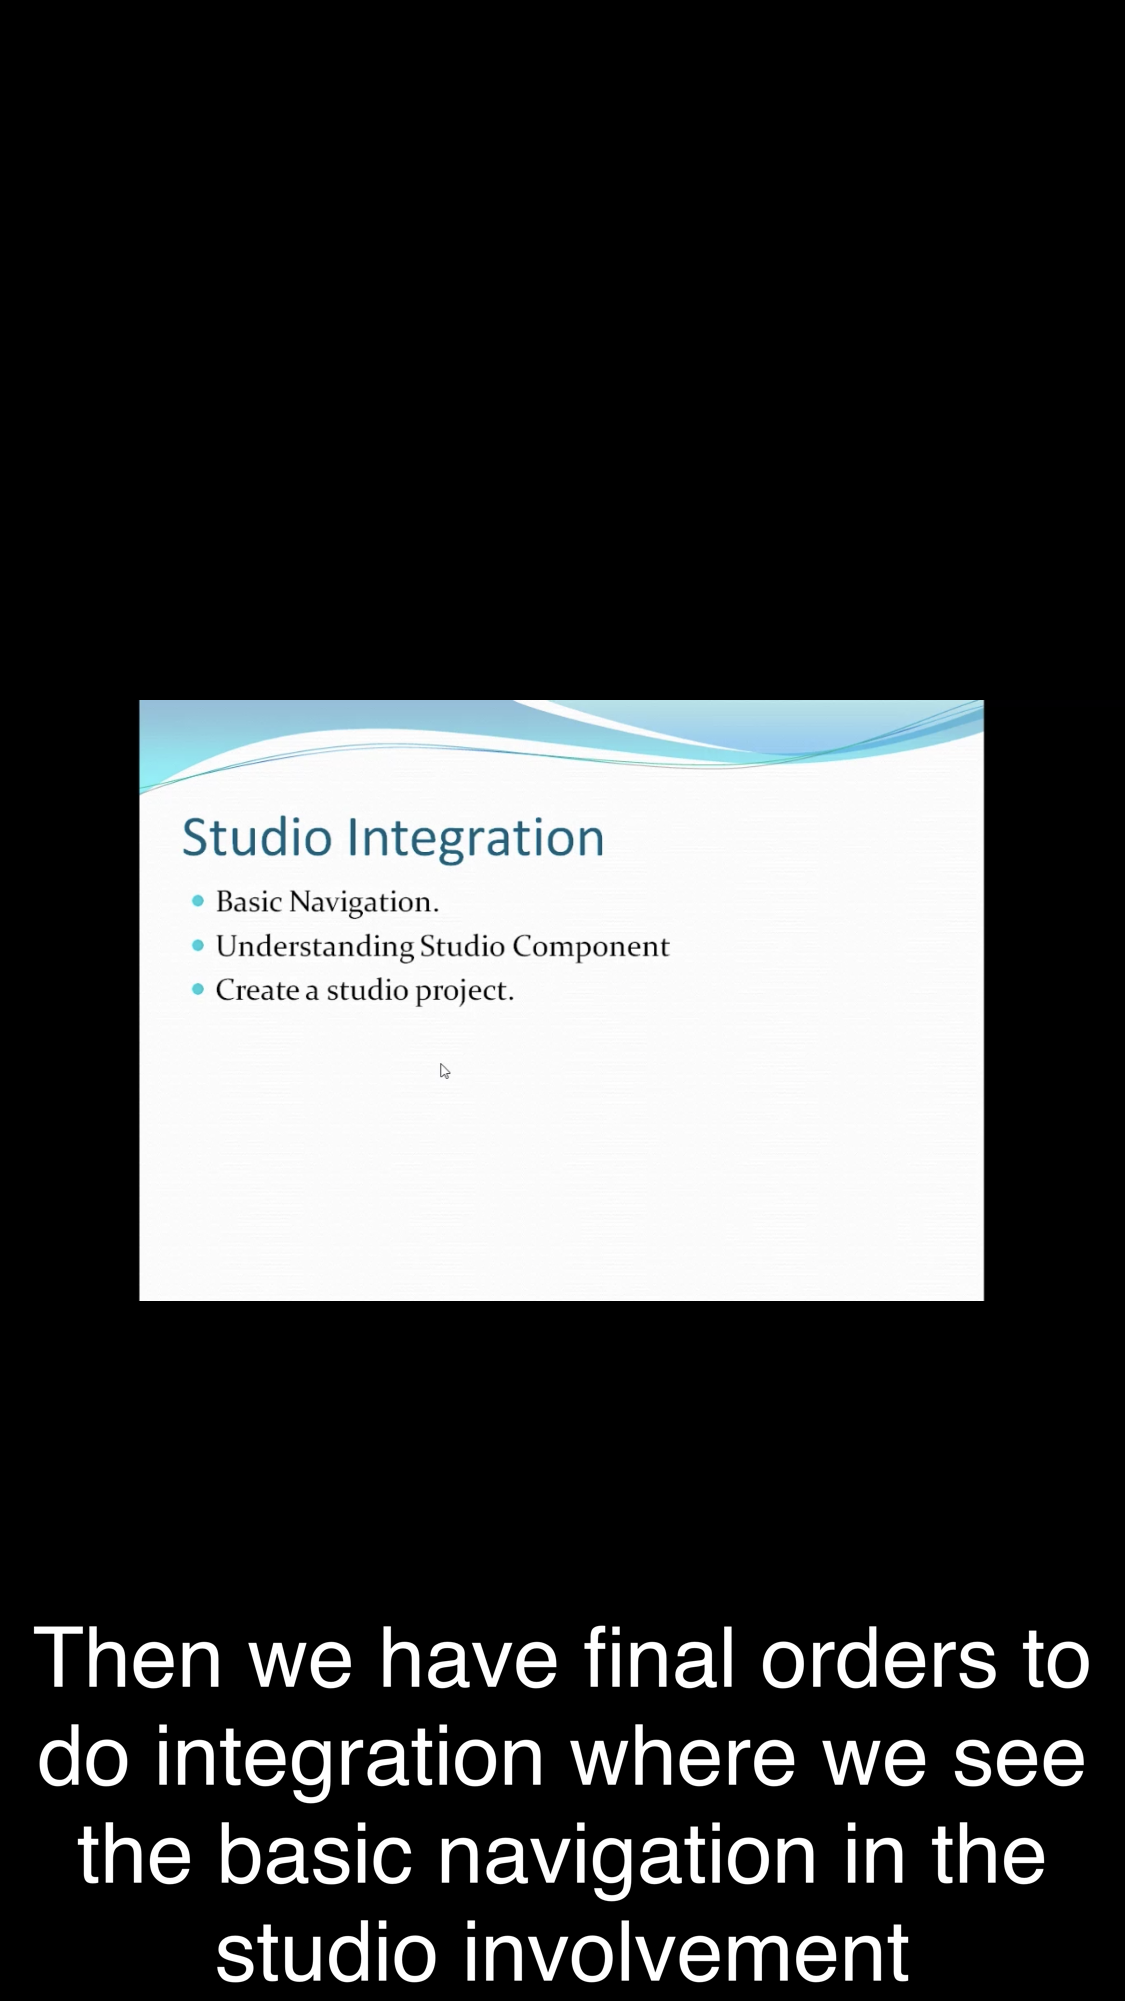 Studio Integration
Basic Navigation.
Understanding Studio Component
Create a studio project.
Then we have final orders to
do integration where we see
the basic navigation in the
studio involvement